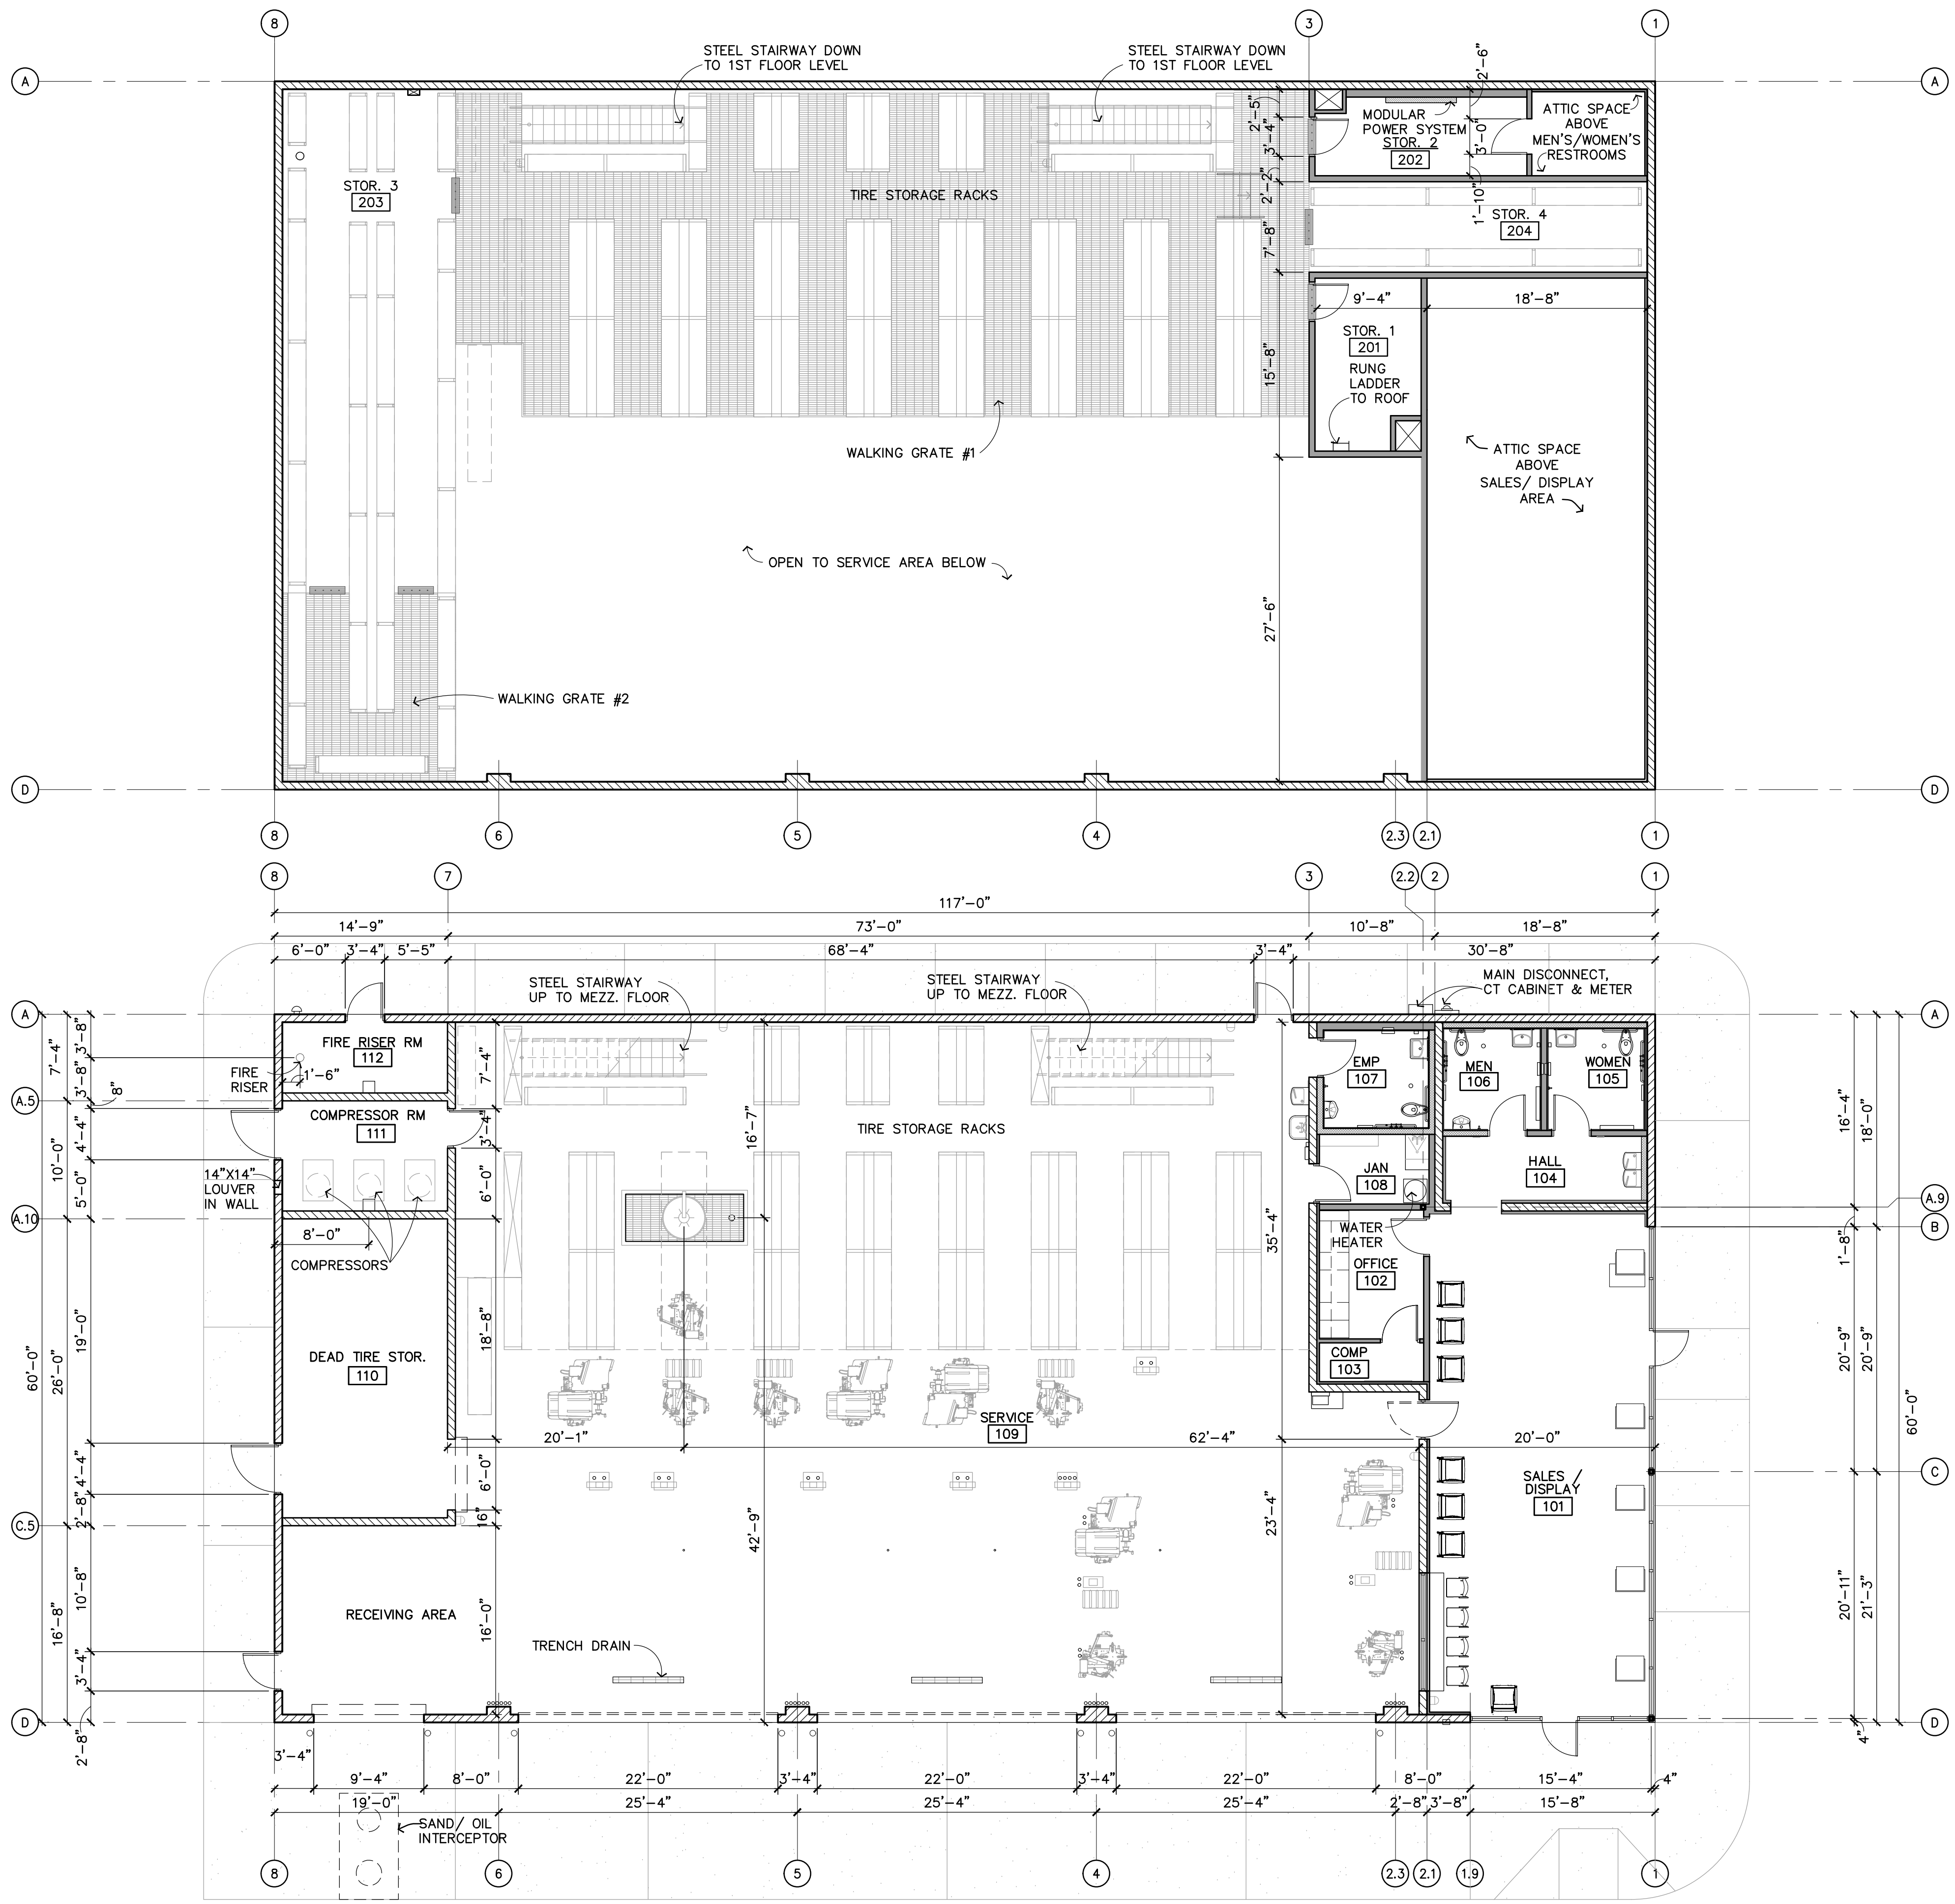 8
3
1
A
A
STEEL STAIRWAY DOWN
TO 1ST FLOOR LEVEL
STEEL STAIRWAY DOWN
TO 1ST FLOOR LEVEL
2'-6"
2'-5"
3'-4"
2'-2"
7'-8"
3'-0"
1'-10"
MODULAR
POWER SYSTEM
STOR. 2
202
ATTIC SPACE
ABOVE
MEN'S/WOMEN'S
RESTROOMS
STOR. 3
203
TIRE STORAGE RACKS
STOR. 4
204
9'-4"
18'-8"
STOR. 1
201
RUNG
LADDER
TO ROOF
15'-8"
WALKING GRATE #1
ATTIC SPACE
ABOVE
SALES/ DISPLAY
AREA
OPEN TO SERVICE AREA BELOW
27'-6"
WALKING GRATE #2
D
D
8
6
5
4
2.3
2.1
1
8
7
3
2.2
2
1
117'-0"
14'-9"
73'-0"
10'-8"
18'-8"
6'-0"
3'-4"
5'-5"
68'-4"
3'-4"
30'-8"
STEEL STAIRWAY
UP TO MEZZ. FLOOR
STEEL STAIRWAY
UP TO MEZZ. FLOOR
MAIN DISCONNECT,
CT CABINET & METER
A
A
3'-8"
7'-4"
3'-8"
8"
FIRE RISER RM
112
FIRE
RISER
1'-6"
7'-4"
EMP
107
MEN
106
WOMEN
105
A.5
COMPRESSOR RM
111
4'-4"
10'-0"
5'-0"
3'-4"
6'-0"
16'-7"
TIRE STORAGE RACKS
16'-4"
18'-0"
14"X14"
LOUVER
IN WALL
JAN
108
HALL
104
A.9
A.10
B
8'-0"
COMPRESSORS
WATER
HEATER
35'-4"
OFFICE
102
1'-8"
19'-0"
18'-8"
DEAD TIRE STOR.
110
COMP
103
20'-9"
20'-9"
60'-0"
26'-0"
60'-0"
SERVICE
109
20'-1"
62'-4"
20'-0"
4'-4"
6'-0"
SALES /
DISPLAY
101
C
2'-8"
16"
C.5
42'-9"
23'-4"
10'-8"
16'-8"
RECEIVING AREA
16'-0"
20'-11"
21'-3"
TRENCH DRAIN
3'-4"
D
D
2'-8"
4"
3'-4"
9'-4"
8'-0"
22'-0"
3'-4"
22'-0"
3'-4"
22'-0"
8'-0"
15'-4"
4"
19'-0"
25'-4"
25'-4"
25'-4"
2'-8"
3'-8"
15'-8"
SAND/ OIL
INTERCEPTOR
8
6
5
4
2.3
2.1
1.9
1